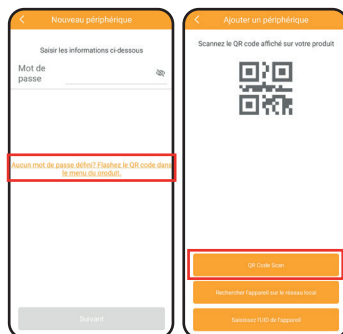 Nouveau périphérique
Saisir les informations ci-dessous
Mot de
passe
Aucun mot de passe défini? Flashez le QR code dans
le menu du produit.
Suivant
Ajouter un périphérique
Scannez le QR code affiché sur votre produit
QR Code Scan
Rechercher l'appareil sur le réseau local
Saisissez l'UID de l'appareil